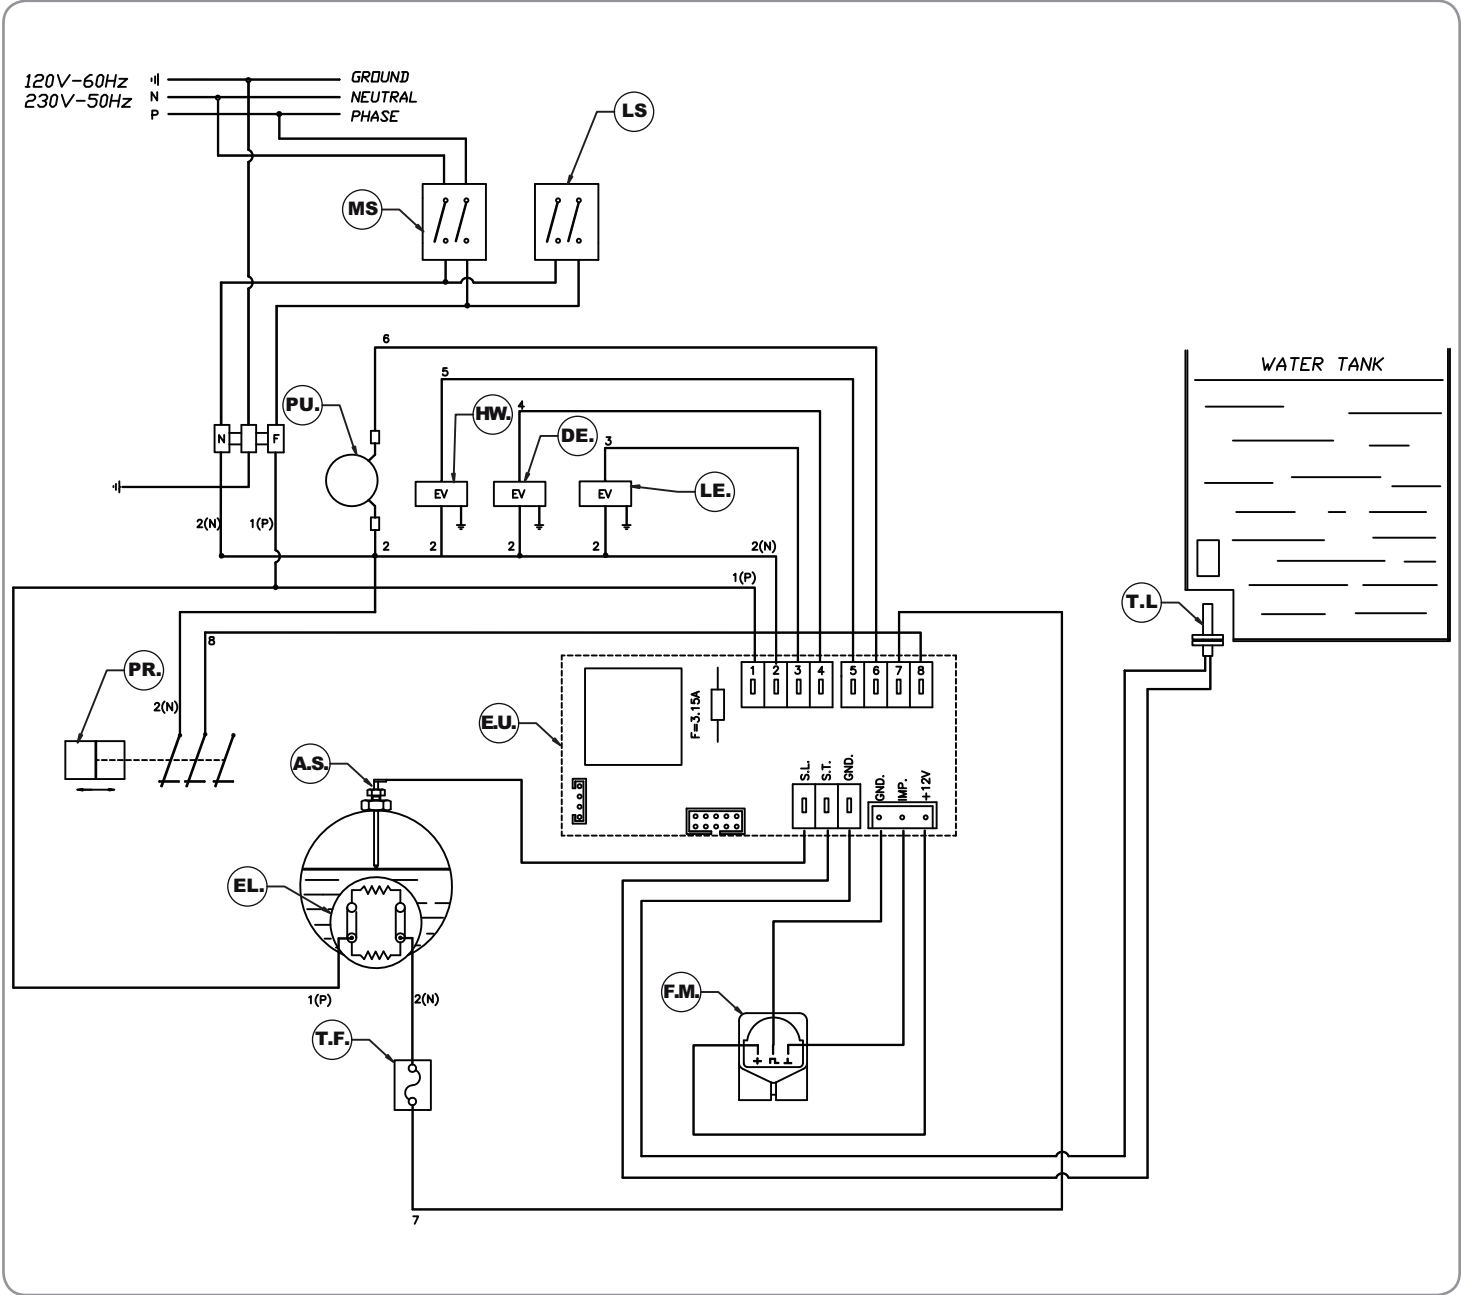 120V-60Hz
230V-50Hz
N
P
GROUND
NEUTRAL
PHASE
LS
MS
6
5
4
3
PU.
HW.
DE.
LE.
N
F
EV
EV
EV
2(N)
1(P)
2
2
2
2
2(N)
1(P)
WATER TANK
T.L
8
PR.
2(N)
E.U.
F=3.15A
1 2 3 4 5 6 7 8
A.S.
S.L.
S.T.
GND.
GND.
IMP.
+12V
EL.
1(P)
2(N)
T.F.
F.M.
+
7